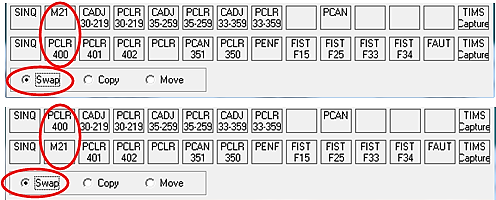 SINQ M21 CADJ PCLR PCLR CADJ CADJ PCLR PCAN TIMS
30-219 30-219 35-259 35-259 33-359 33-359 Capture
SINQ PCLR PCLR PCLR PCLR PCAN PCLR PENF FIST FIST FIST FIST FAUT TIMS
400 401 402 351 350 F15 F25 F33 F34 Capture
Swap Copy Move
SINQ PCLR CADJ PCLR PCLR CADJ CADJ PCLR PCAN TIMS
400 30-219 30-219 35-259 35-259 33-359 33-359 Capture
SINQ M21 PCLR PCLR PCLR PCAN PCLR PENF FIST FIST FIST FIST FAUT TIMS
401 402 351 350 F15 F25 F33 F34 Capture
Swap Copy Move